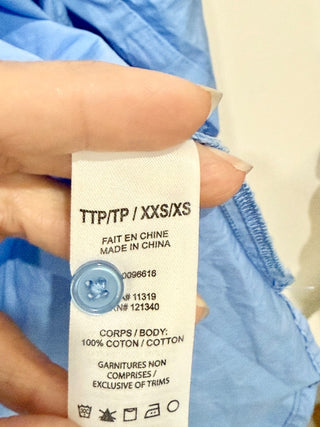 TTP/TP / XXS/XS
FAIT EN CHINE
MADE IN CHINA
0096616
# 11319
# 121340
CORPS / BODY:
100% COTON / COTTON
GARNITURES NON
COMPRISES /
EXCLUSIVE OF TRIMS